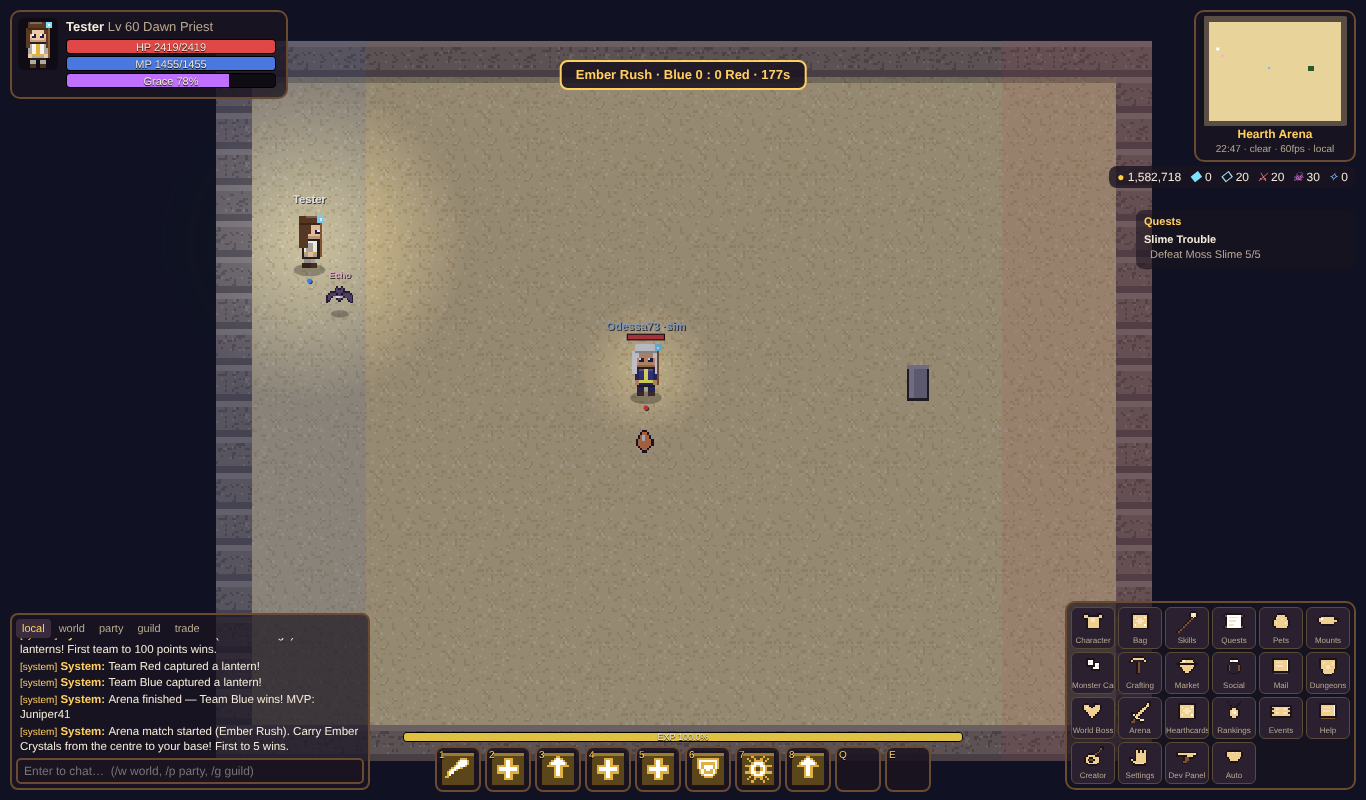 Tester Lv 60 Dawn Priest
HP 2419/2419
MP 1455/1455
Grace 78%
Ember Rush · Blue 0 : 0 Red · 177s
Hearth Arena
22:47 · clear · 60fps · local
1,582,718 0 20 20 30 0
Quests
Slime Trouble
Defeat Moss Slime 5/5
Tester
Echo
Odessa73 ·sim
local world party guild trade
lanterns! First team to 100 points wins.
[system] System: Team Red captured a lantern!
[system] System: Team Blue captured a lantern!
[system] System: Arena finished — Team Blue wins! MVP:
Juniper41
[system] System: Arena match started (Ember Rush). Carry Ember
Crystals from the centre to your base! First to 5 wins.
Enter to chat… (/w world, /p party, /g guild)
EXP 100.0%
1 2 3 4 5 6 7 8 Q E
Character Bag Skills Quests Pets Mounts
Monster Ca Crafting Market Social Mail Dungeons
World Boss Arena Hearthcards Rankings Events Help
Creator Settings Dev Panel Auto